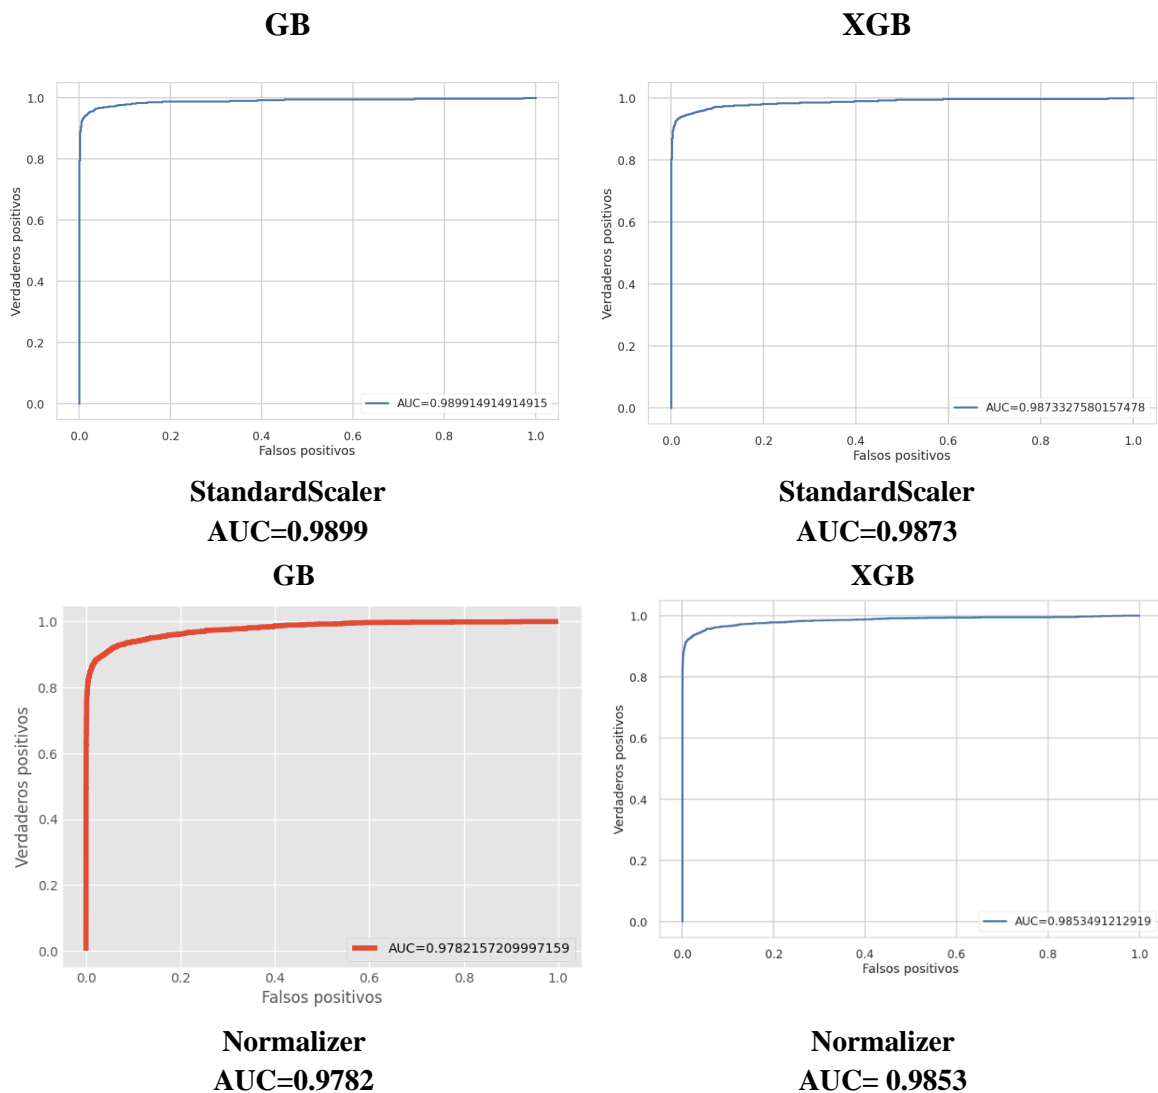 GB
XGB
1.0
0.8
0.6
0.4
0.2
0.0
Verdaderos positivos
AUC=0.989914914914915
0.0 0.2 0.4 0.6 0.8 1.0
Falsos positivos
1.0
0.8
0.6
0.4
0.2
0.0
Verdaderos positivos
AUC=0.9873327580157478
0.0 0.2 0.4 0.6 0.8 1.0
Falsos positivos
StandardScaler
AUC=0.9899
StandardScaler
AUC=0.9873
GB
XGB
1.0
0.8
0.6
0.4
0.2
0.0
Verdaderos positivos
AUC=0.9782157209997159
0.0 0.2 0.4 0.6 0.8 1.0
Falsos positivos
1.0
0.8
0.6
0.4
0.2
0.0
Verdaderos positivos
AUC=0.9853491212919
0.0 0.2 0.4 0.6 0.8 1.0
Falsos positivos
Normalizer
AUC=0.9782
Normalizer
AUC= 0.9853